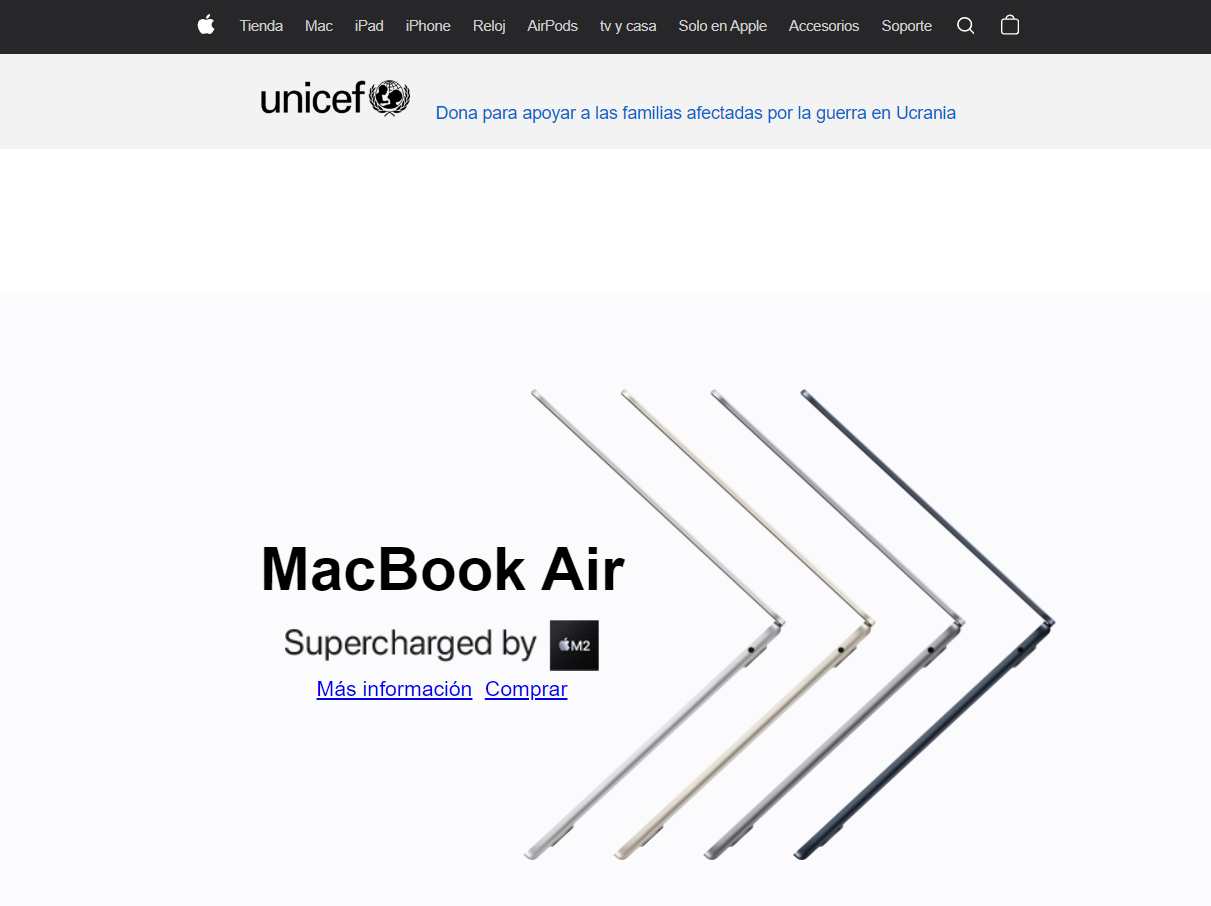 Tienda Mac iPad iPhone Reloj AirPods tv y casa Solo en Apple Accesorios Soporte
unicef Dona para apoyar a las familias afectadas por la guerra en Ucrania
MacBook Air
Supercharged by M2
Más información Comprar